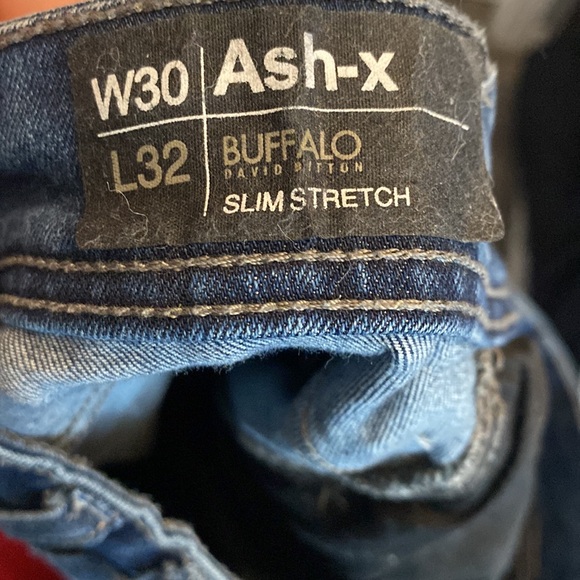 W30
Ash-x
L32
BUFFALO
DAVID BITTON
SLIM STRETCH